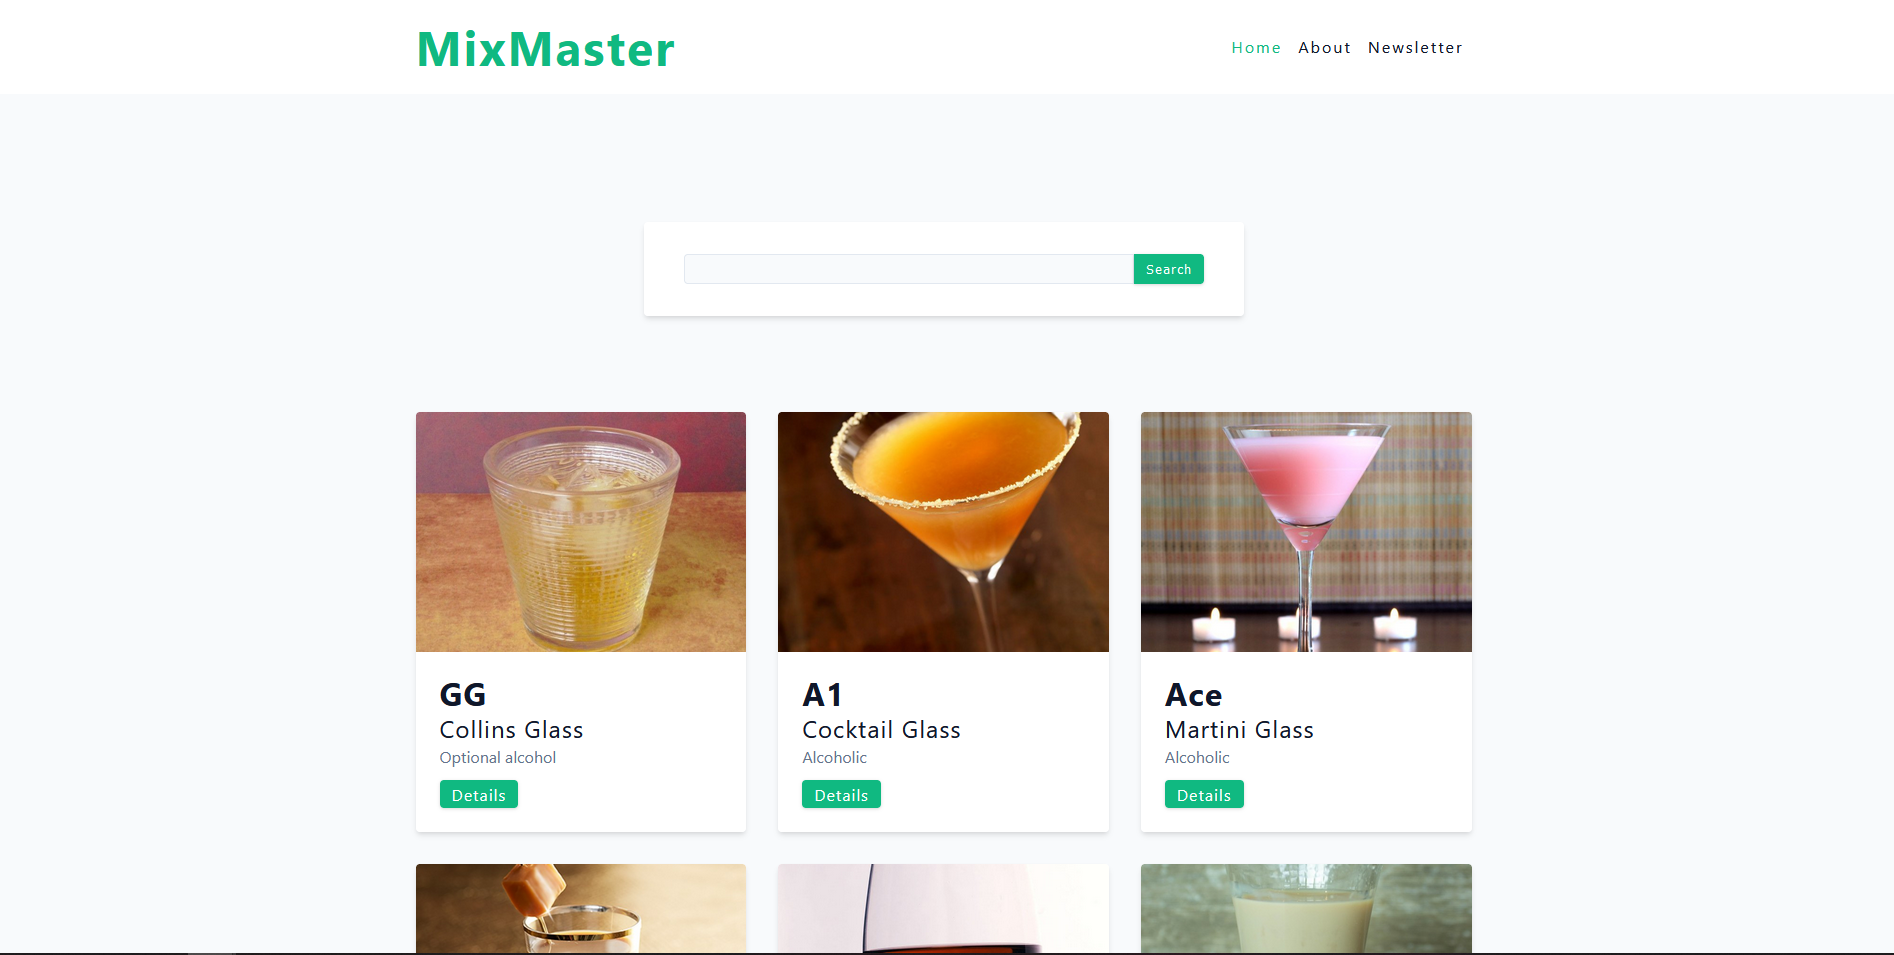 MixMaster
Home About Newsletter
Search
GG
Collins Glass
Optional alcohol
Details
A1
Cocktail Glass
Alcoholic
Details
Ace
Martini Glass
Alcoholic
Details